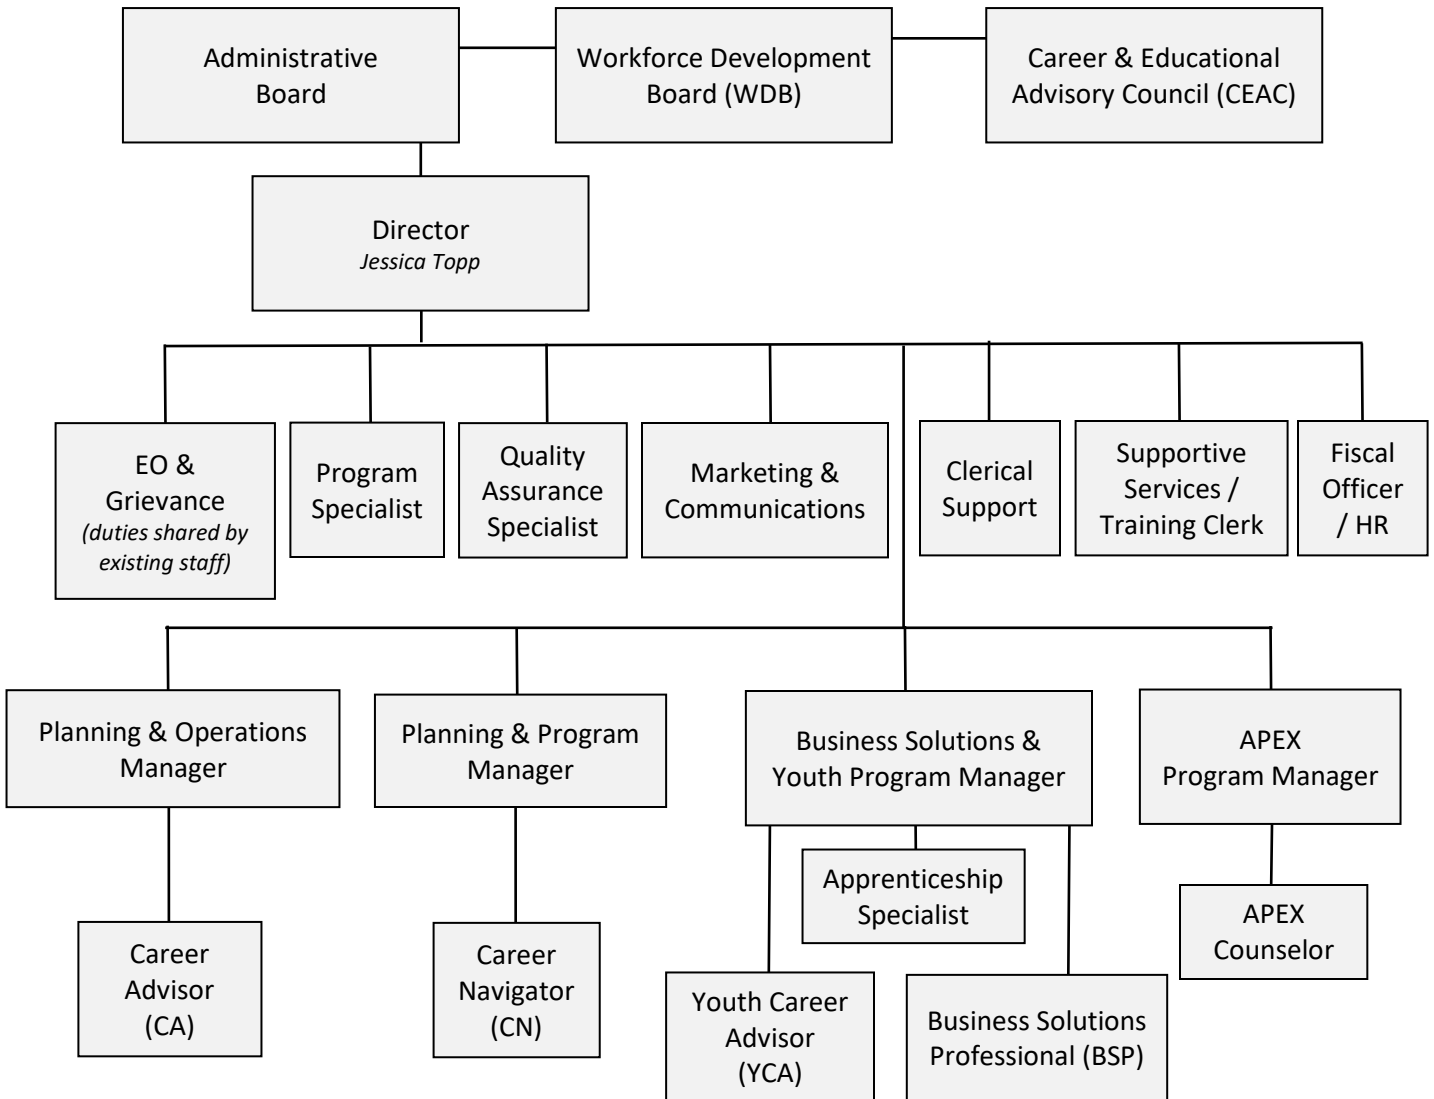 Administrative
Board
Workforce Development
Board (WDB)
Career & Educational
Advisory Council (CEAC)
Director
Jessica Topp
EO &
Grievance
(duties shared by
existing staff)
Program
Specialist
Quality
Assurance
Specialist
Marketing &
Communications
Clerical
Support
Supportive
Services /
Training Clerk
Fiscal
Officer
/ HR
Planning & Operations
Manager
Planning & Program
Manager
Business Solutions &
Youth Program Manager
APEX
Program Manager
Apprenticeship
Specialist
APEX
Counselor
Career
Advisor
(CA)
Career
Navigator
(CN)
Youth Career
Advisor
(YCA)
Business Solutions
Professional (BSP)